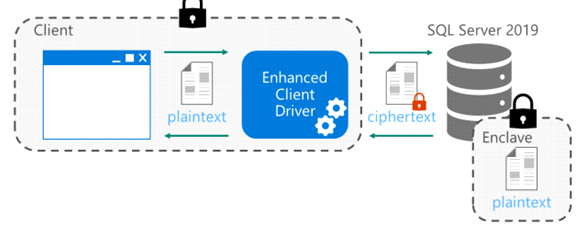 Client
SQL Server 2019
Enhanced
Client
Driver
plaintext
ciphertext
Enclave
plaintext